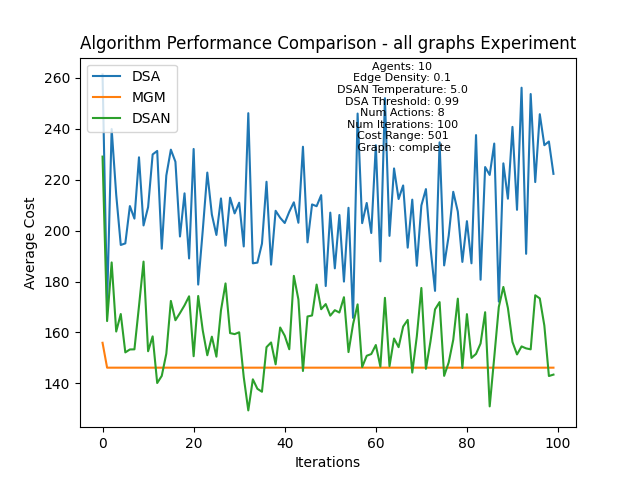 Algorithm Performance Comparison - all graphs Experiment
DSA
MGM
DSAN
Agents: 10
Edge Density: 0.1
DSAN Temperature: 5.0
DSA Threshold: 0.99
Num Actions: 8
Num Iterations: 100
Cost Range: 501
Graph: complete
Average Cost
260
240
220
200
180
160
140
0
20
40
60
80
100
Iterations